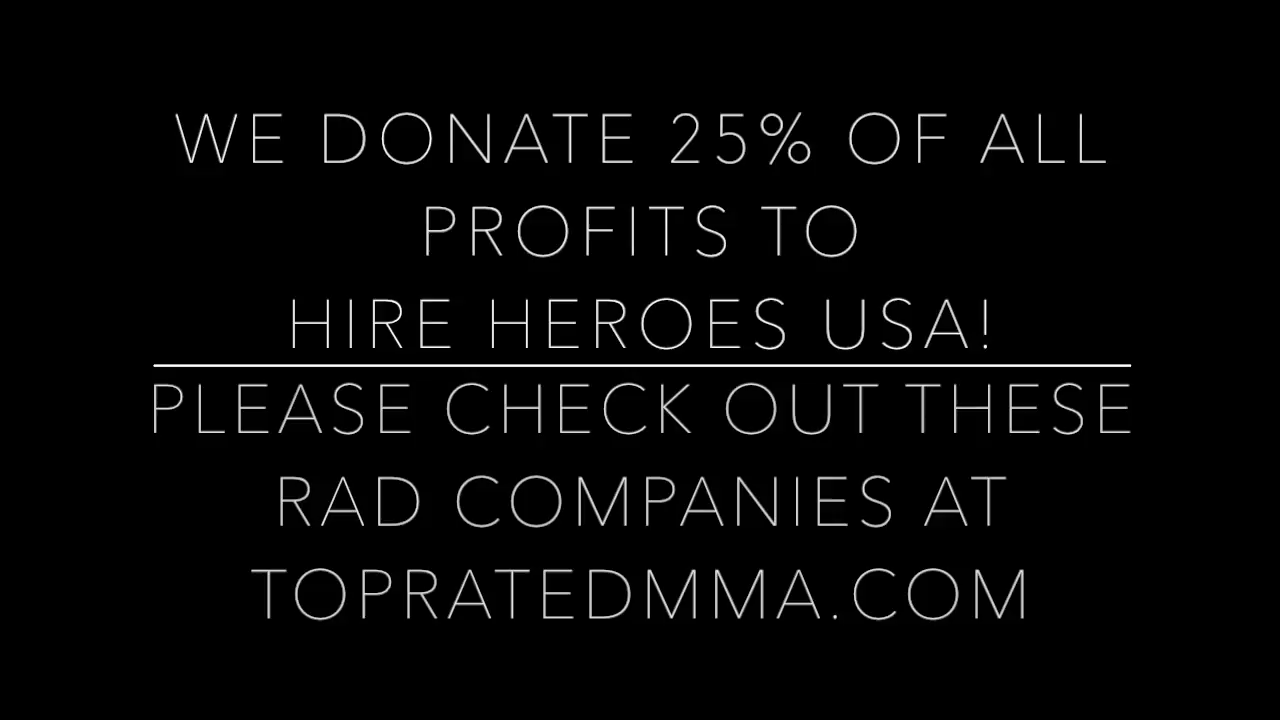 WE DONATE 25% OF ALL
PROFITS TO
HIRE HEROES USA!
PLEASE CHECK OUT THESE
RAD COMPANIES AT
TOPRATEDMMA.COM